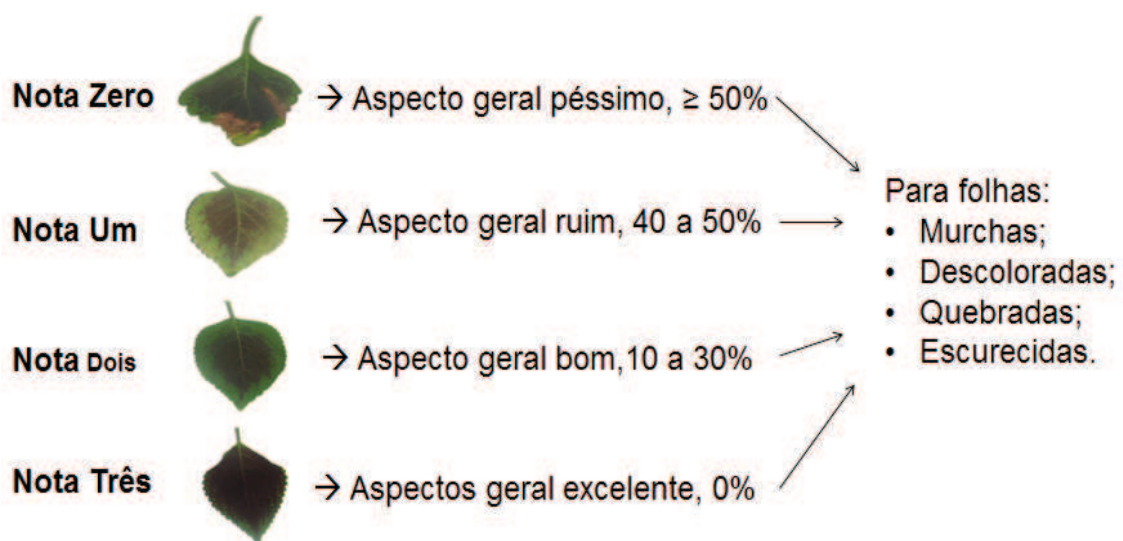 Nota Zero → Aspecto geral péssimo, ≥ 50%
Nota Um → Aspecto geral ruim, 40 a 50%
Nota Dois → Aspecto geral bom,10 a 30%
Nota Três → Aspectos geral excelente, 0%
Para folhas:
• Murchas;
• Descoloradas;
• Quebradas;
• Escurecidas.